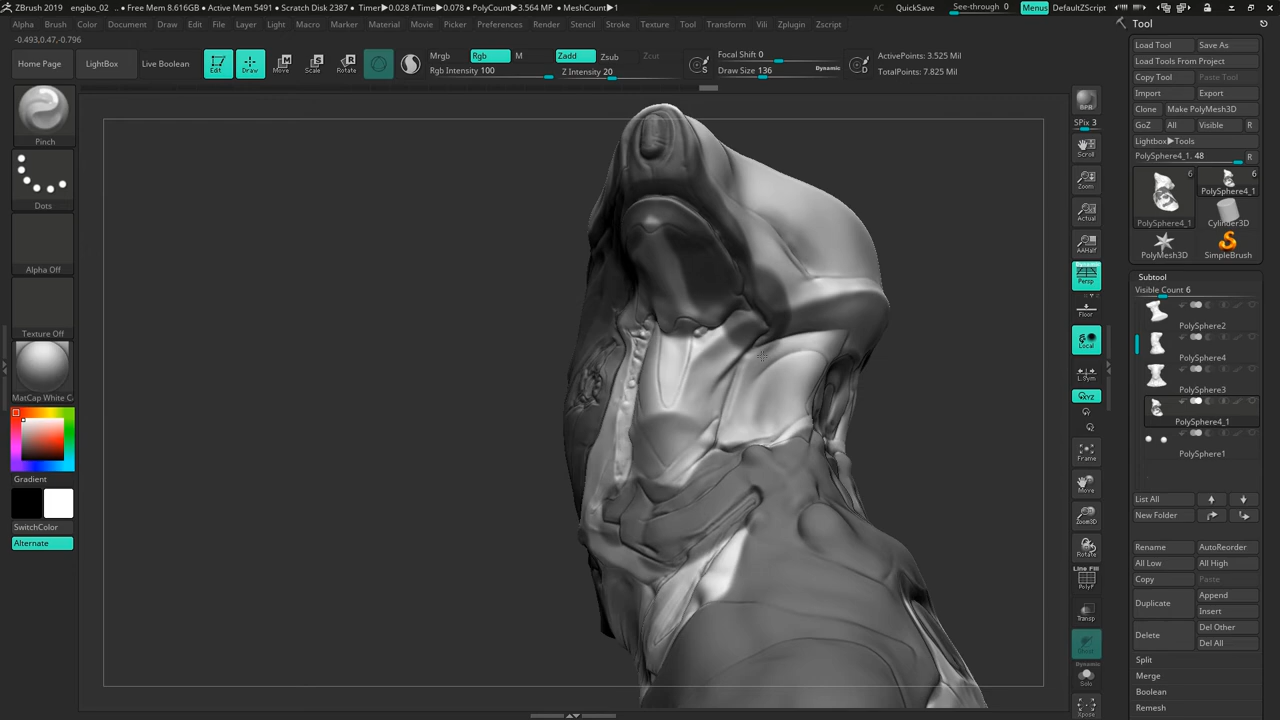 ZBrush 2019 engibo_02 .. • Free Mem 8.616GB • Active Mem 5491 • Scratch Disk 2387 • Timer▶0.028 ATime▶0.078 • PolyCount▶3.564 MP • MeshCount▶1 AC QuickSave See-through 0 Menus DefaultZScript
Alpha Brush Color Document Draw Edit File Layer Light Macro Marker Material Movie Picker Preferences Render Stencil Stroke Texture Tool Transform Vili Zplugin Zscript
-0.493,0.47,-0.796
Home Page LightBox Live Boolean Edit Draw Move Scale Rotate
Mrgb Rgb M Zadd Zsub Zcut
Rgb Intensity 100 Z Intensity 20
S Focal Shift 0
Draw Size 136 Dynamic D
ActivePoints: 3.525 Mil
TotalPoints: 7.825 Mil
Pinch
Dots
Alpha Off
Texture Off
MatCap White C
Gradient
SwitchColor
Alternate
BPR
SPix 3
Scroll
Zoom
Actual
AAHalf
Dynamic
Persp
Floor
Local
L.Sym
XYZ
Frame
Move
Zoom3D
Rotate
Line Fill
PolyF
Transp
Ghost
Dynamic
Solo
Xpose
Tool
Load Tool Save As
Load Tools From Project
Copy Tool Paste Tool
Import Export
Clone Make PolyMesh3D
GoZ All Visible R
Lightbox▶Tools
PolySphere4_1. 48 R
6 6
PolySphere4_1
PolySphere4_1 Cylinder3D
PolyMesh3D SimpleBrush
Subtool
Visible Count 6
PolySphere2
PolySphere4
PolySphere3
PolySphere4_1
PolySphere1
List All
New Folder
Rename AutoReorder
All Low All High
Copy Paste
Duplicate Append
Insert
Delete Del Other
Del All
Split
Merge
Boolean
Remesh